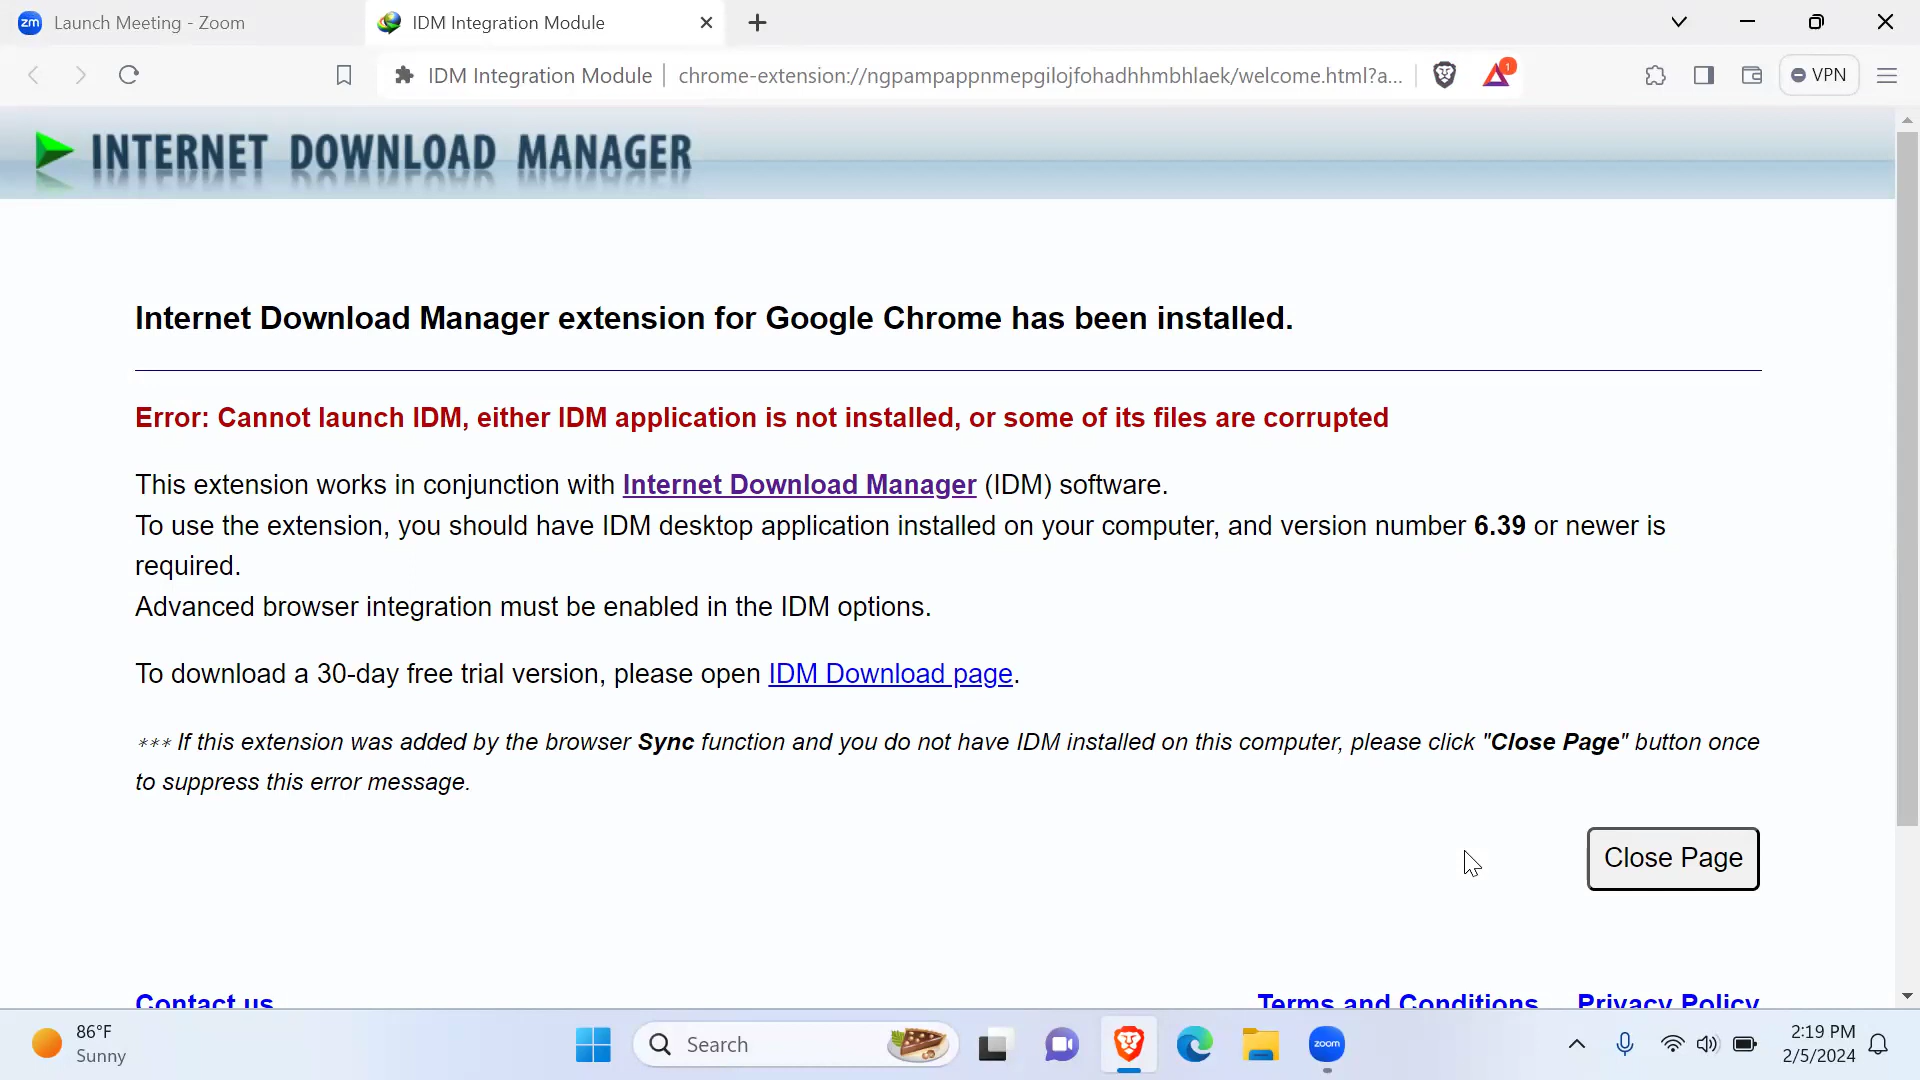 zm Launch Meeting - Zoom
IDM Integration Module
IDM Integration Module
chrome-extension://ngpampappnmepgilojfohadhhmbhlaek/welcome.html?a...
1
VPN
INTERNET DOWNLOAD MANAGER
Internet Download Manager extension for Google Chrome has been installed.
Error: Cannot launch IDM, either IDM application is not installed, or some of its files are corrupted
This extension works in conjunction with Internet Download Manager (IDM) software.
To use the extension, you should have IDM desktop application installed on your computer, and version number 6.39 or newer is
required.
Advanced browser integration must be enabled in the IDM options.
To download a 30-day free trial version, please open IDM Download page.
*** If this extension was added by the browser Sync function and you do not have IDM installed on this computer, please click "Close Page" button once
to suppress this error message.
Close Page
Contact us
Terms and Conditions
Privacy Policy
86°F
Sunny
Search
zoom
2:19 PM
2/5/2024